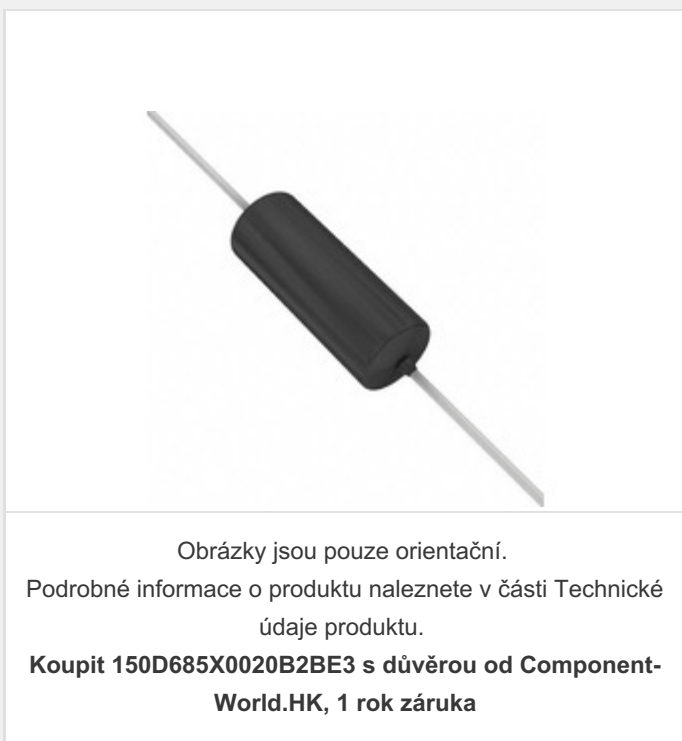 Obrázky jsou pouze orientační.
Podrobné informace o produktu naleznete v části Technické
údaje produktu.
Koupit 150D685X0020B2BE3 s důvěrou od Component-
World.HK, 1 rok záruka